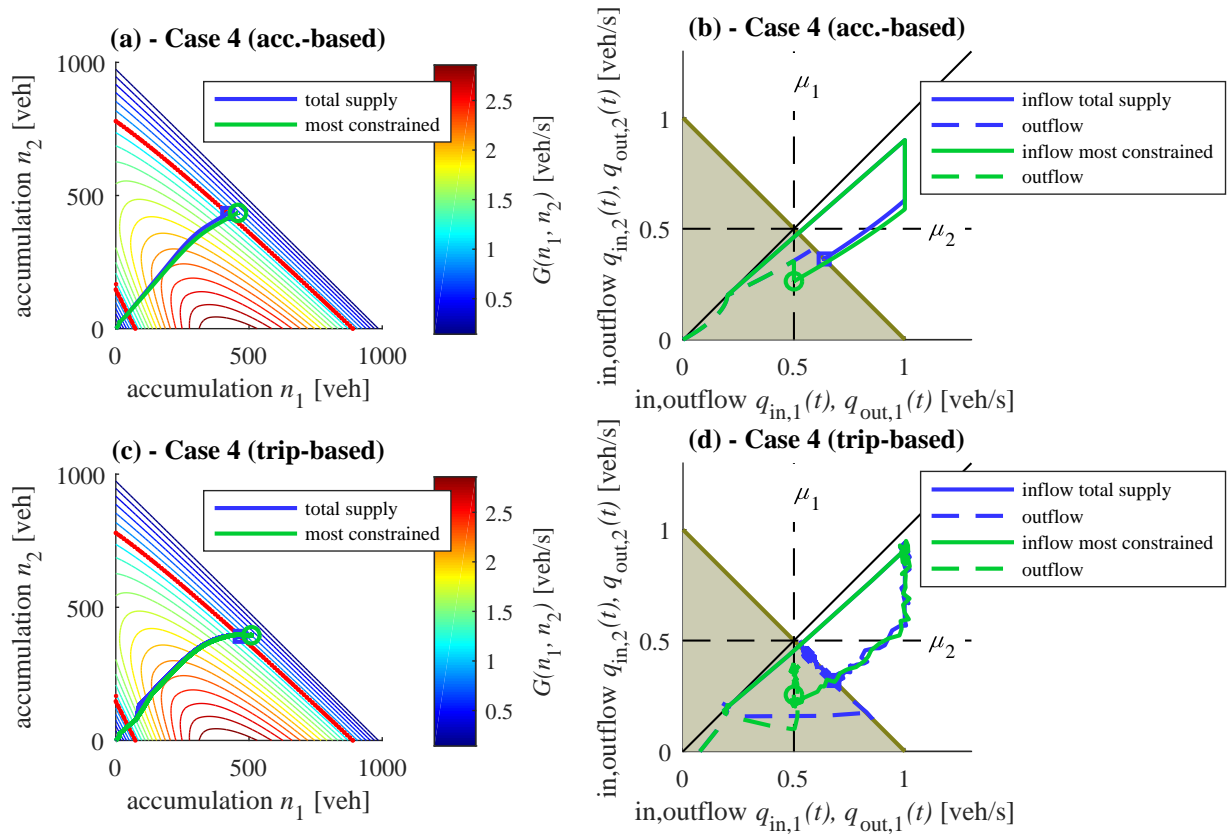 (a) - Case 4 (acc.-based)
1000
500
0
accumulation n2 [veh]
0
500
1000
accumulation n1 [veh]
total supply
most constrained
2.5
2
1.5
1
0.5
G(n1, n2) [veh/s]
(b) - Case 4 (acc.-based)
1
0.5
0
in,outflow qin,2(t), qout,2(t) [veh/s]
0
0.5
1
in,outflow qin,1(t), qout,1(t) [veh/s]
μ1
μ2
inflow total supply
outflow
inflow most constrained
outflow
(c) - Case 4 (trip-based)
1000
500
0
accumulation n2 [veh]
0
500
1000
accumulation n1 [veh]
total supply
most constrained
2.5
2
1.5
1
0.5
G(n1, n2) [veh/s]
(d) - Case 4 (trip-based)
1
0.5
0
in,outflow qin,2(t), qout,2(t) [veh/s]
0
0.5
1
in,outflow qin,1(t), qout,1(t) [veh/s]
μ1
μ2
inflow total supply
outflow
inflow most constrained
outflow